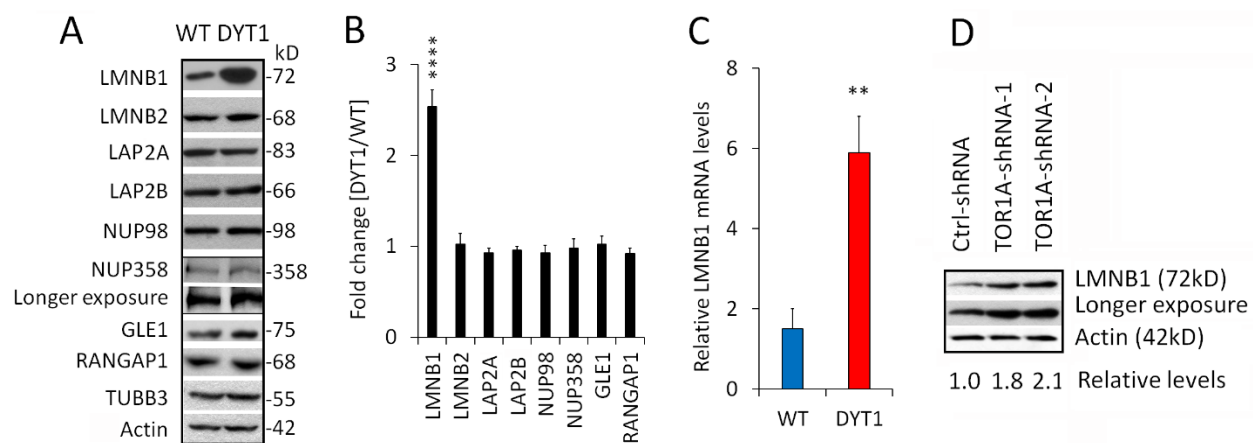 A
WT DYT1
kD
LMNB1 -72
LMNB2 -68
LAP2A -83
LAP2B -66
NUP98 -98
NUP358 -358
Longer exposure
GLE1 -75
RANGAP1 -68
TUBB3 -55
Actin -42
B
Fold change [DYT1/WT]
3
2
1
0
****
LMNB1
LMNB2
LAP2A
LAP2B
NUP98
NUP358
GLE1
RANGAP1
C
Relative LMNB1 mRNA levels
8
6
4
2
0
**
WT DYT1
D
Ctrl-shRNA
TOR1A-shRNA-1
TOR1A-shRNA-2
LMNB1 (72kD)
Longer exposure
Actin (42kD)
1.0 1.8 2.1 Relative levels